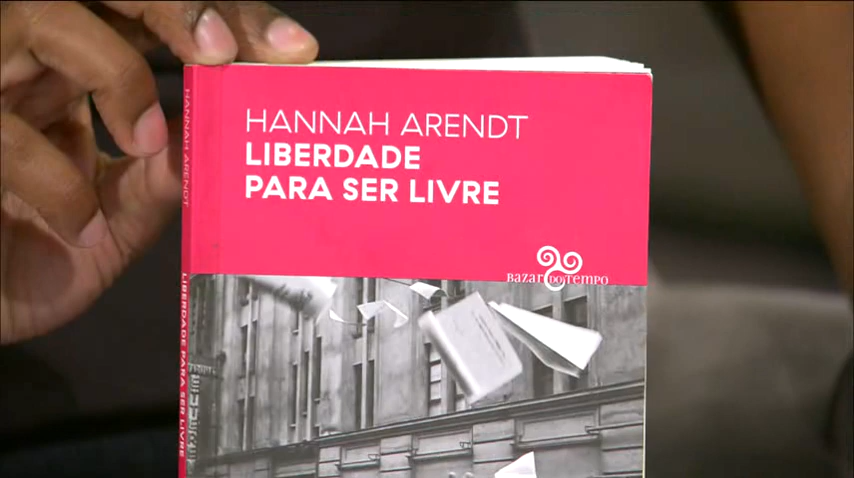 HANNAH ARENDT
LIBERDADE
PARA SER LIVRE
BAZAR DO TEMPO
HANNAH ARENDT
LIBERDADE PARA SER LIVRE